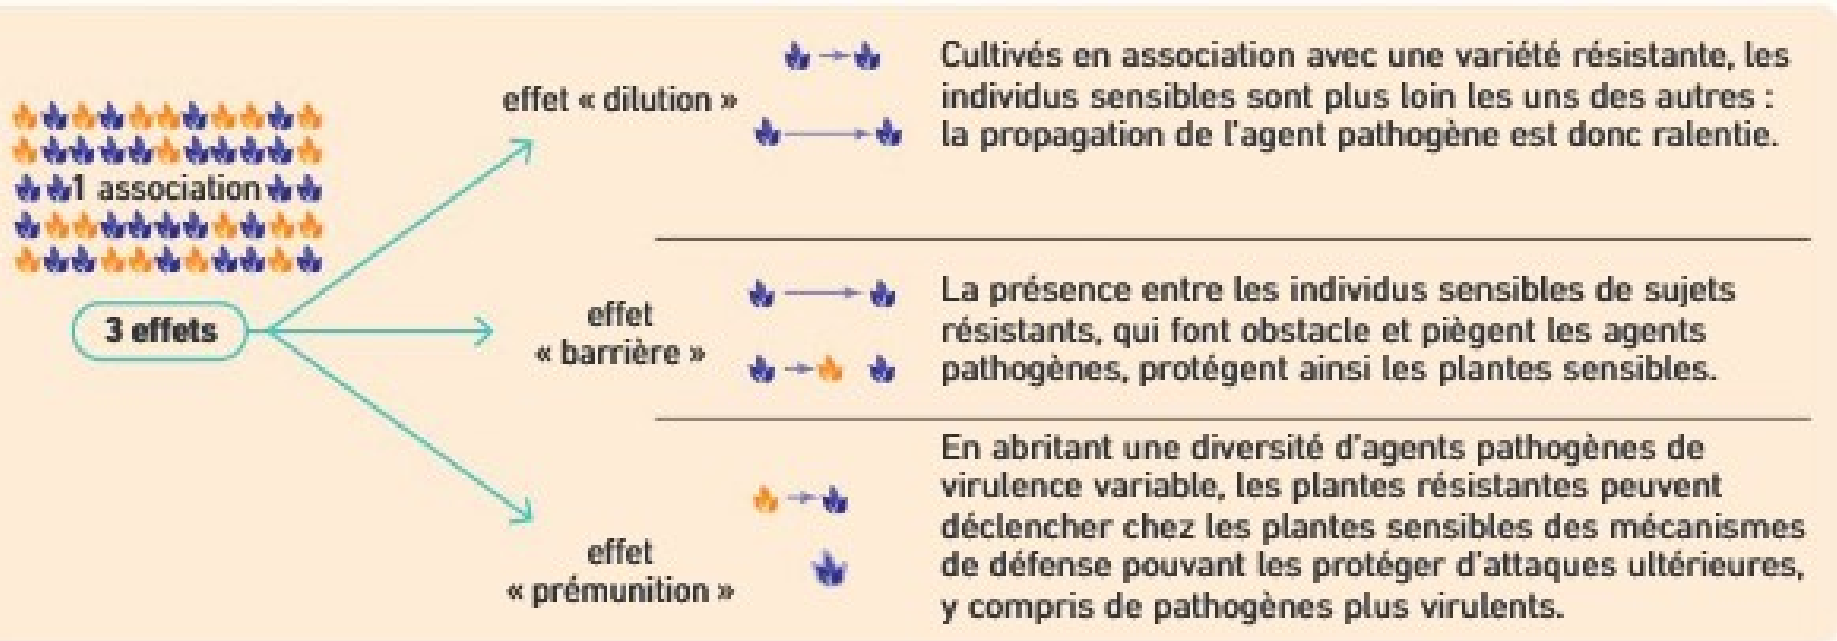 1 association
3 effets
effet « dilution »
Cultivés en association avec une variété résistante, les
individus sensibles sont plus loin les uns des autres :
la propagation de l'agent pathogène est donc ralentie.
effet
« barrière »
La présence entre les individus sensibles de sujets
résistants, qui font obstacle et piègent les agents
pathogènes, protégent ainsi les plantes sensibles.
effet
« prémunition »
En abritant une diversité d'agents pathogènes de
virulence variable, les plantes résistantes peuvent
déclencher chez les plantes sensibles des mécanismes
de défense pouvant les protéger d'attaques ultérieures,
y compris de pathogènes plus virulents.